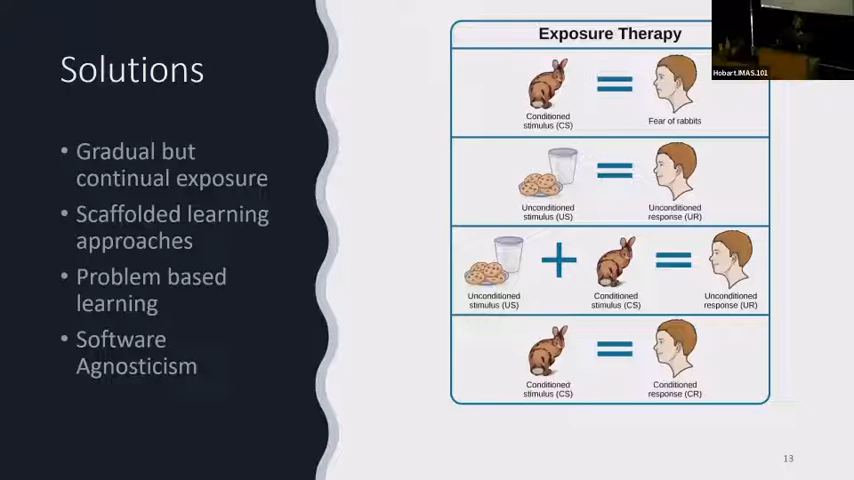 Solutions
• Gradual but
continual exposure
• Scaffolded learning
approaches
• Problem based
learning
• Software
Agnosticism
Exposure Therapy
Conditioned
stimulus (CS)
Fear of rabbits
Unconditioned
stimulus (US)
Unconditioned
response (UR)
Unconditioned
stimulus (US)
Conditioned
stimulus (CS)
Unconditioned
response (UR)
Conditioned
stimulus (CS)
Conditioned
response (CR)
Hobart.IMAS.101
13